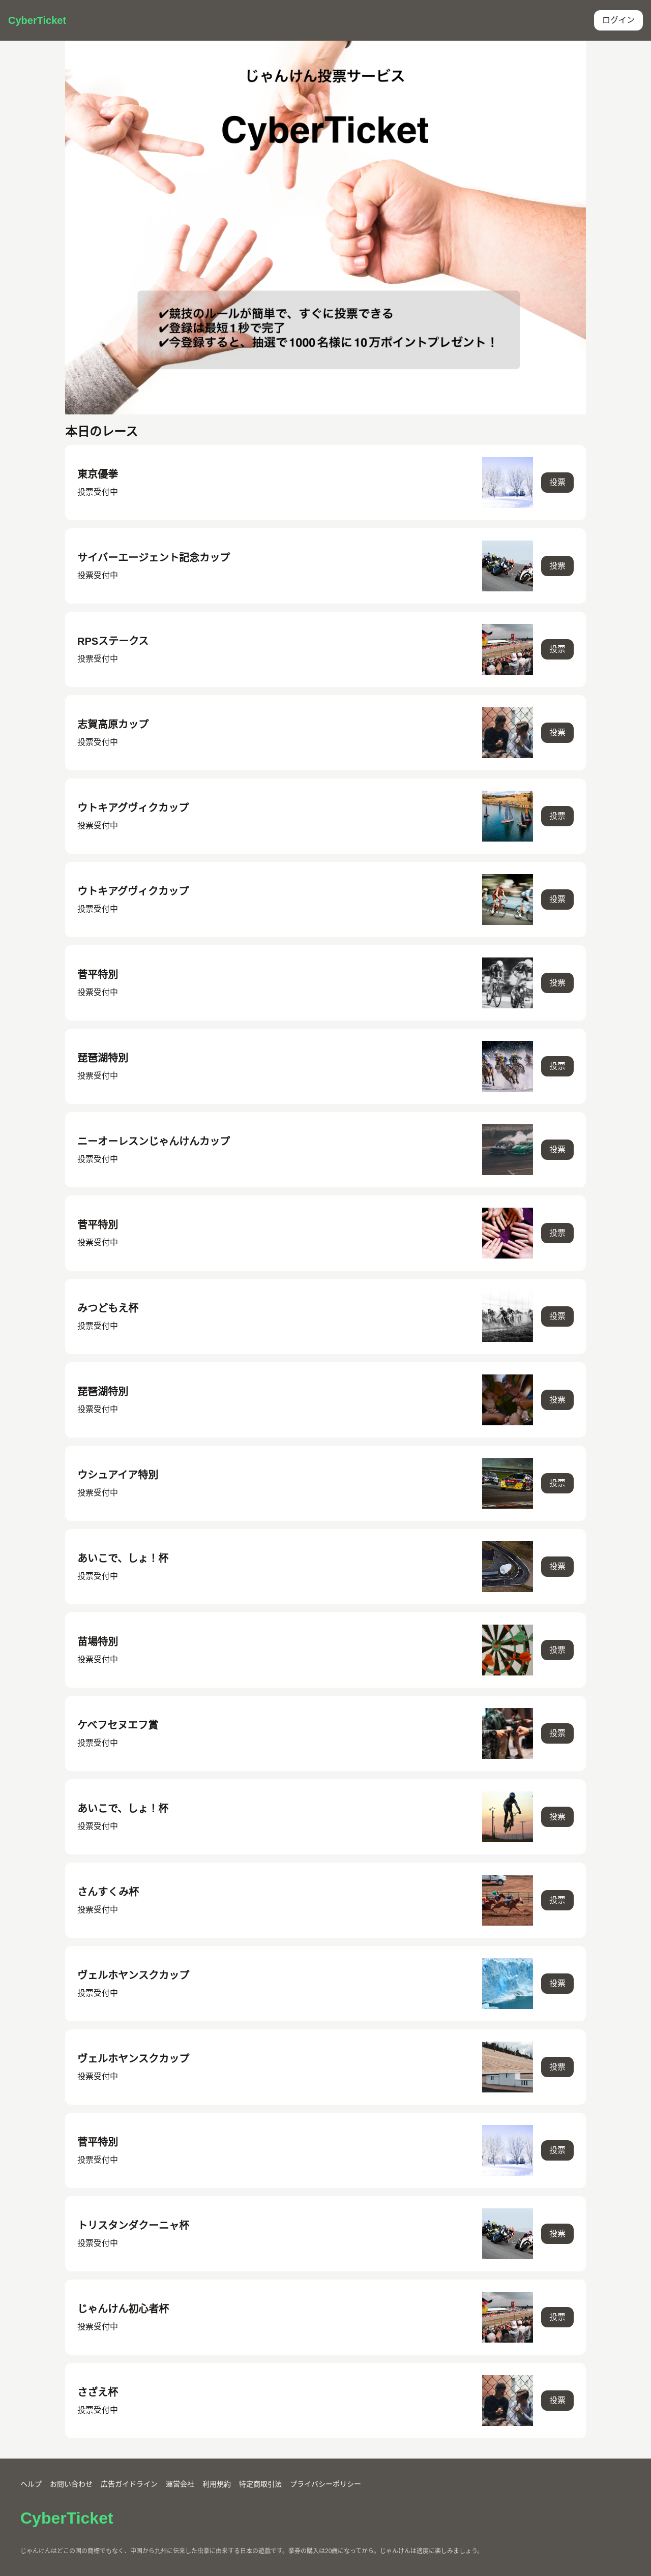 CyberTicket
ログイン
じゃんけん投票サービス
CyberTicket
✔競技のルールが簡単で、すぐに投票できる
✔登録は最短1秒で完了
✔今登録すると、抽選で1000名様に10万ポイントプレゼント！
本日のレース
東京優拳
投票受付中
投票
サイバーエージェント記念カップ
投票受付中
投票
RPSステークス
投票受付中
投票
志賀高原カップ
投票受付中
投票
ウトキアグヴィクカップ
投票受付中
投票
ウトキアグヴィクカップ
投票受付中
投票
菅平特別
投票受付中
投票
琵琶湖特別
投票受付中
投票
ニーオーレスンじゃんけんカップ
投票受付中
投票
菅平特別
投票受付中
投票
みつどもえ杯
投票受付中
投票
琵琶湖特別
投票受付中
投票
ウシュアイア特別
投票受付中
投票
あいこで、しょ！杯
投票受付中
投票
苗場特別
投票受付中
投票
ケベフセヌエフ賞
投票受付中
投票
あいこで、しょ！杯
投票受付中
投票
さんすくみ杯
投票受付中
投票
ヴェルホヤンスクカップ
投票受付中
投票
ヴェルホヤンスクカップ
投票受付中
投票
菅平特別
投票受付中
投票
トリスタンダクーニャ杯
投票受付中
投票
じゃんけん初心者杯
投票受付中
投票
さざえ杯
投票受付中
投票
ヘルプ お問い合わせ 広告ガイドライン 運営会社 利用規約 特定商取引法 プライバシーポリシー
CyberTicket
じゃんけんはどこの国の商標でもなく、中国から九州に伝来した虫拳に由来する日本の遊戯です。拳券の購入は20歳になってから。じゃんけんは適度に楽しみましょう。